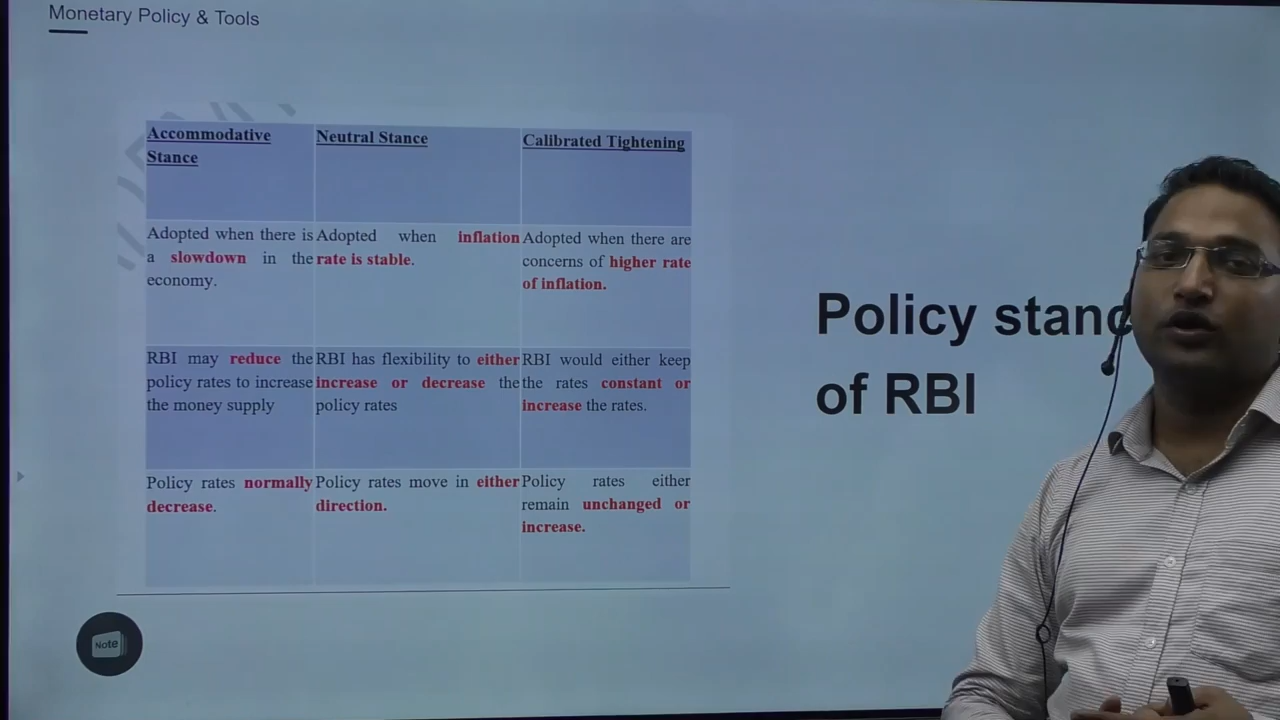 Monetary Policy & Tools
Accommodative
Stance
Neutral Stance
Calibrated Tightening
Adopted when there is
a slowdown in the
economy.
Adopted when inflation
rate is stable.
Adopted when there are
concerns of higher rate
of inflation.
RBI may reduce the
policy rates to increase
the money supply
RBI has flexibility to either
increase or decrease the
policy rates
RBI would either keep
the rates constant or
increase the rates.
Policy rates normally
decrease.
Policy rates move in either
direction.
Policy rates either
remain unchanged or
increase.
Policy stanc
of RBI
Note